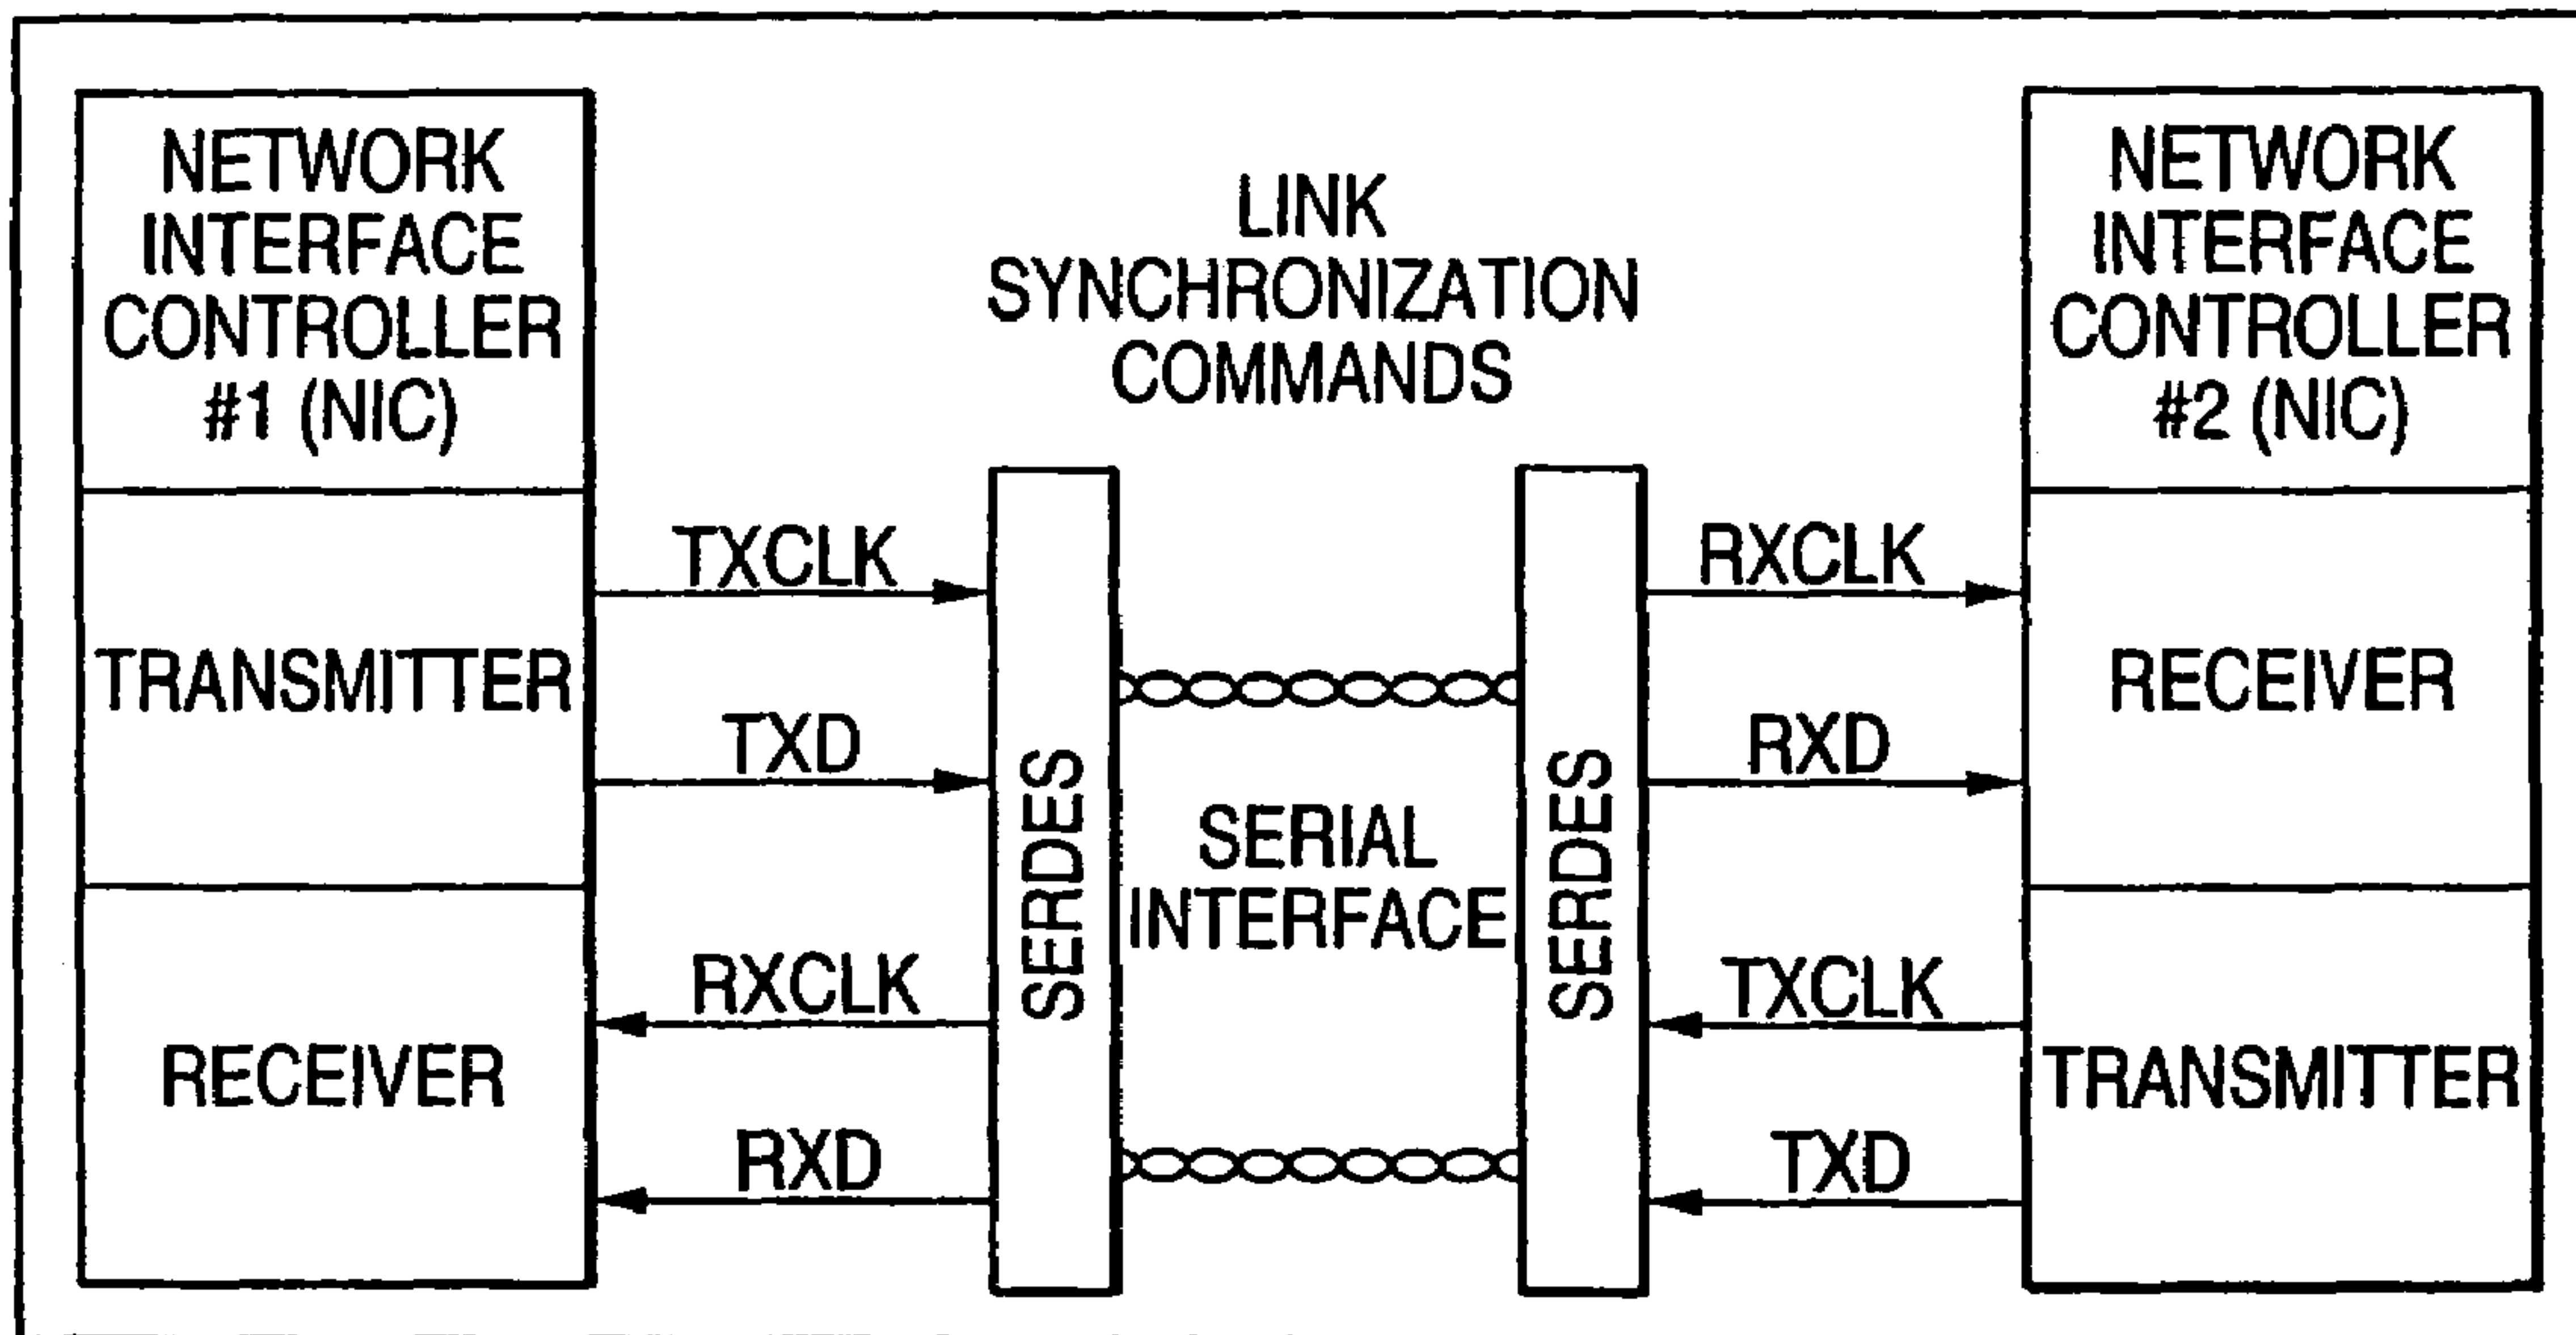 NETWORK
INTERFACE
CONTROLLER
#1 (NIC)
TRANSMITTER
RECEIVER
TXCLK
TXD
RXCLK
RXD
LINK
SYNCHRONIZATION
COMMANDS
SERDES
SERIAL
INTERFACE
SERDES
RXCLK
RXD
TXCLK
TXD
NETWORK
INTERFACE
CONTROLLER
#2 (NIC)
RECEIVER
TRANSMITTER